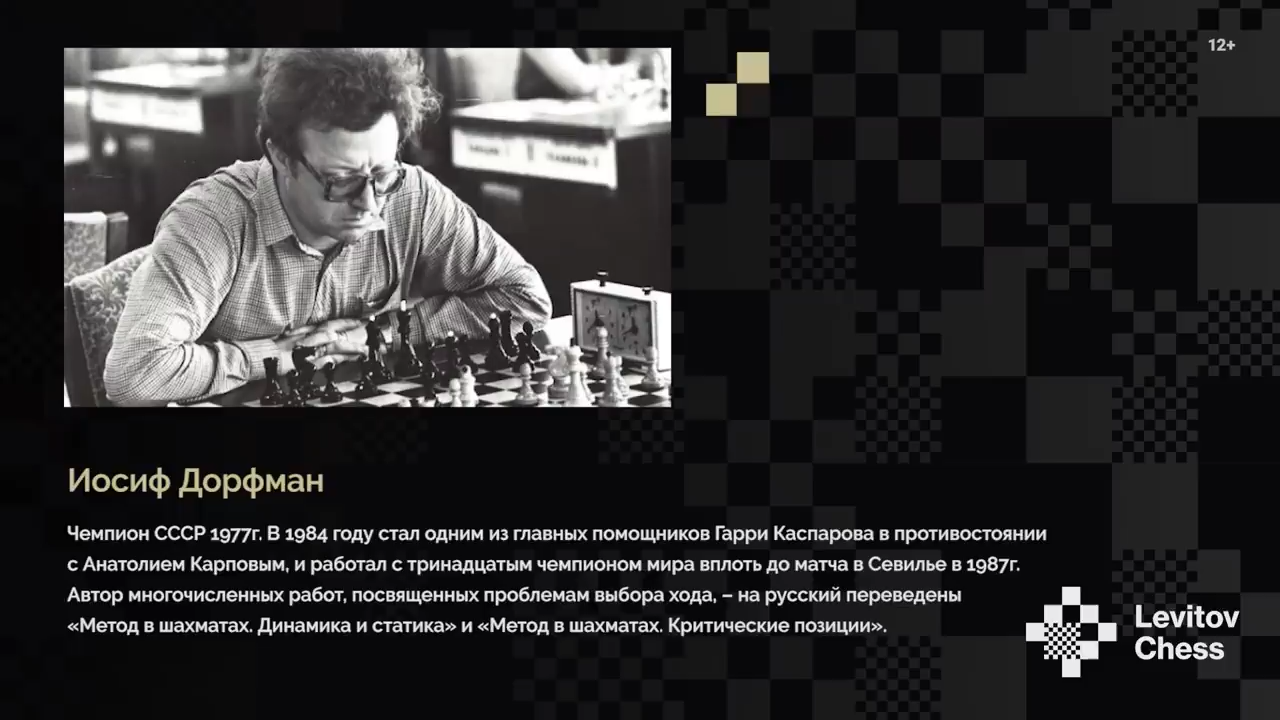 12+
Иосиф Дорфман
Чемпион СССР 1977г. В 1984 году стал одним из главных помощников Гарри Каспарова в противостоянии
с Анатолием Карповым, и работал с тринадцатым чемпионом мира вплоть до матча в Севилье в 1987г.
Автор многочисленных работ, посвященных проблемам выбора хода, – на русский переведены
«Метод в шахматах. Динамика и статика» и «Метод в шахматах. Критические позиции».
Levitov
Chess